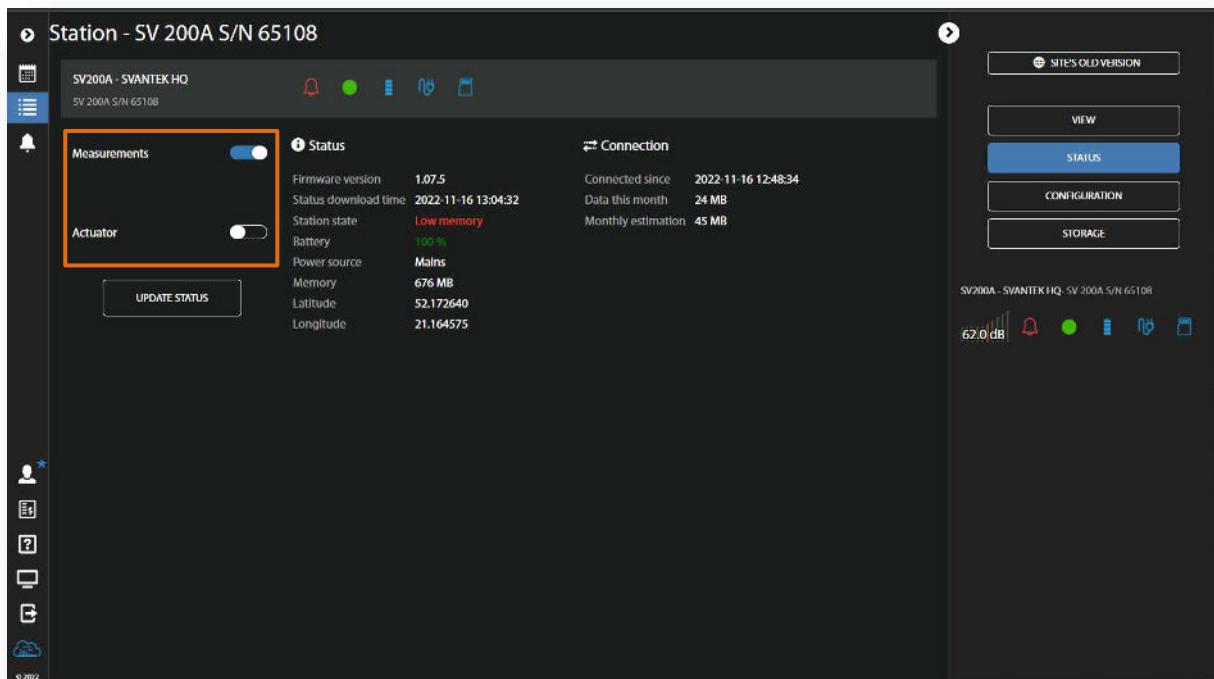 Station - SV 200A S/N 65108
SV200A - SVANTEK HQ
SV 200A S/N 65108
Measurements
Actuator
UPDATE STATUS
Status
Firmware version 1.07.5
Status download time 2022-11-16 13:04:32
Station state Low memory
Battery 100 %
Power source Mains
Memory 676 MB
Latitude 52.172640
Longitude 21.164575
Connection
Connected since 2022-11-16 12:48:34
Data this month 24 MB
Monthly estimation 45 MB
SITE'S OLD VERSION
VIEW
STATUS
CONFIGURATION
STORAGE
SV200A - SVANTEK HQ- SV 200A S/N 65108
62.0 dB
© 2022